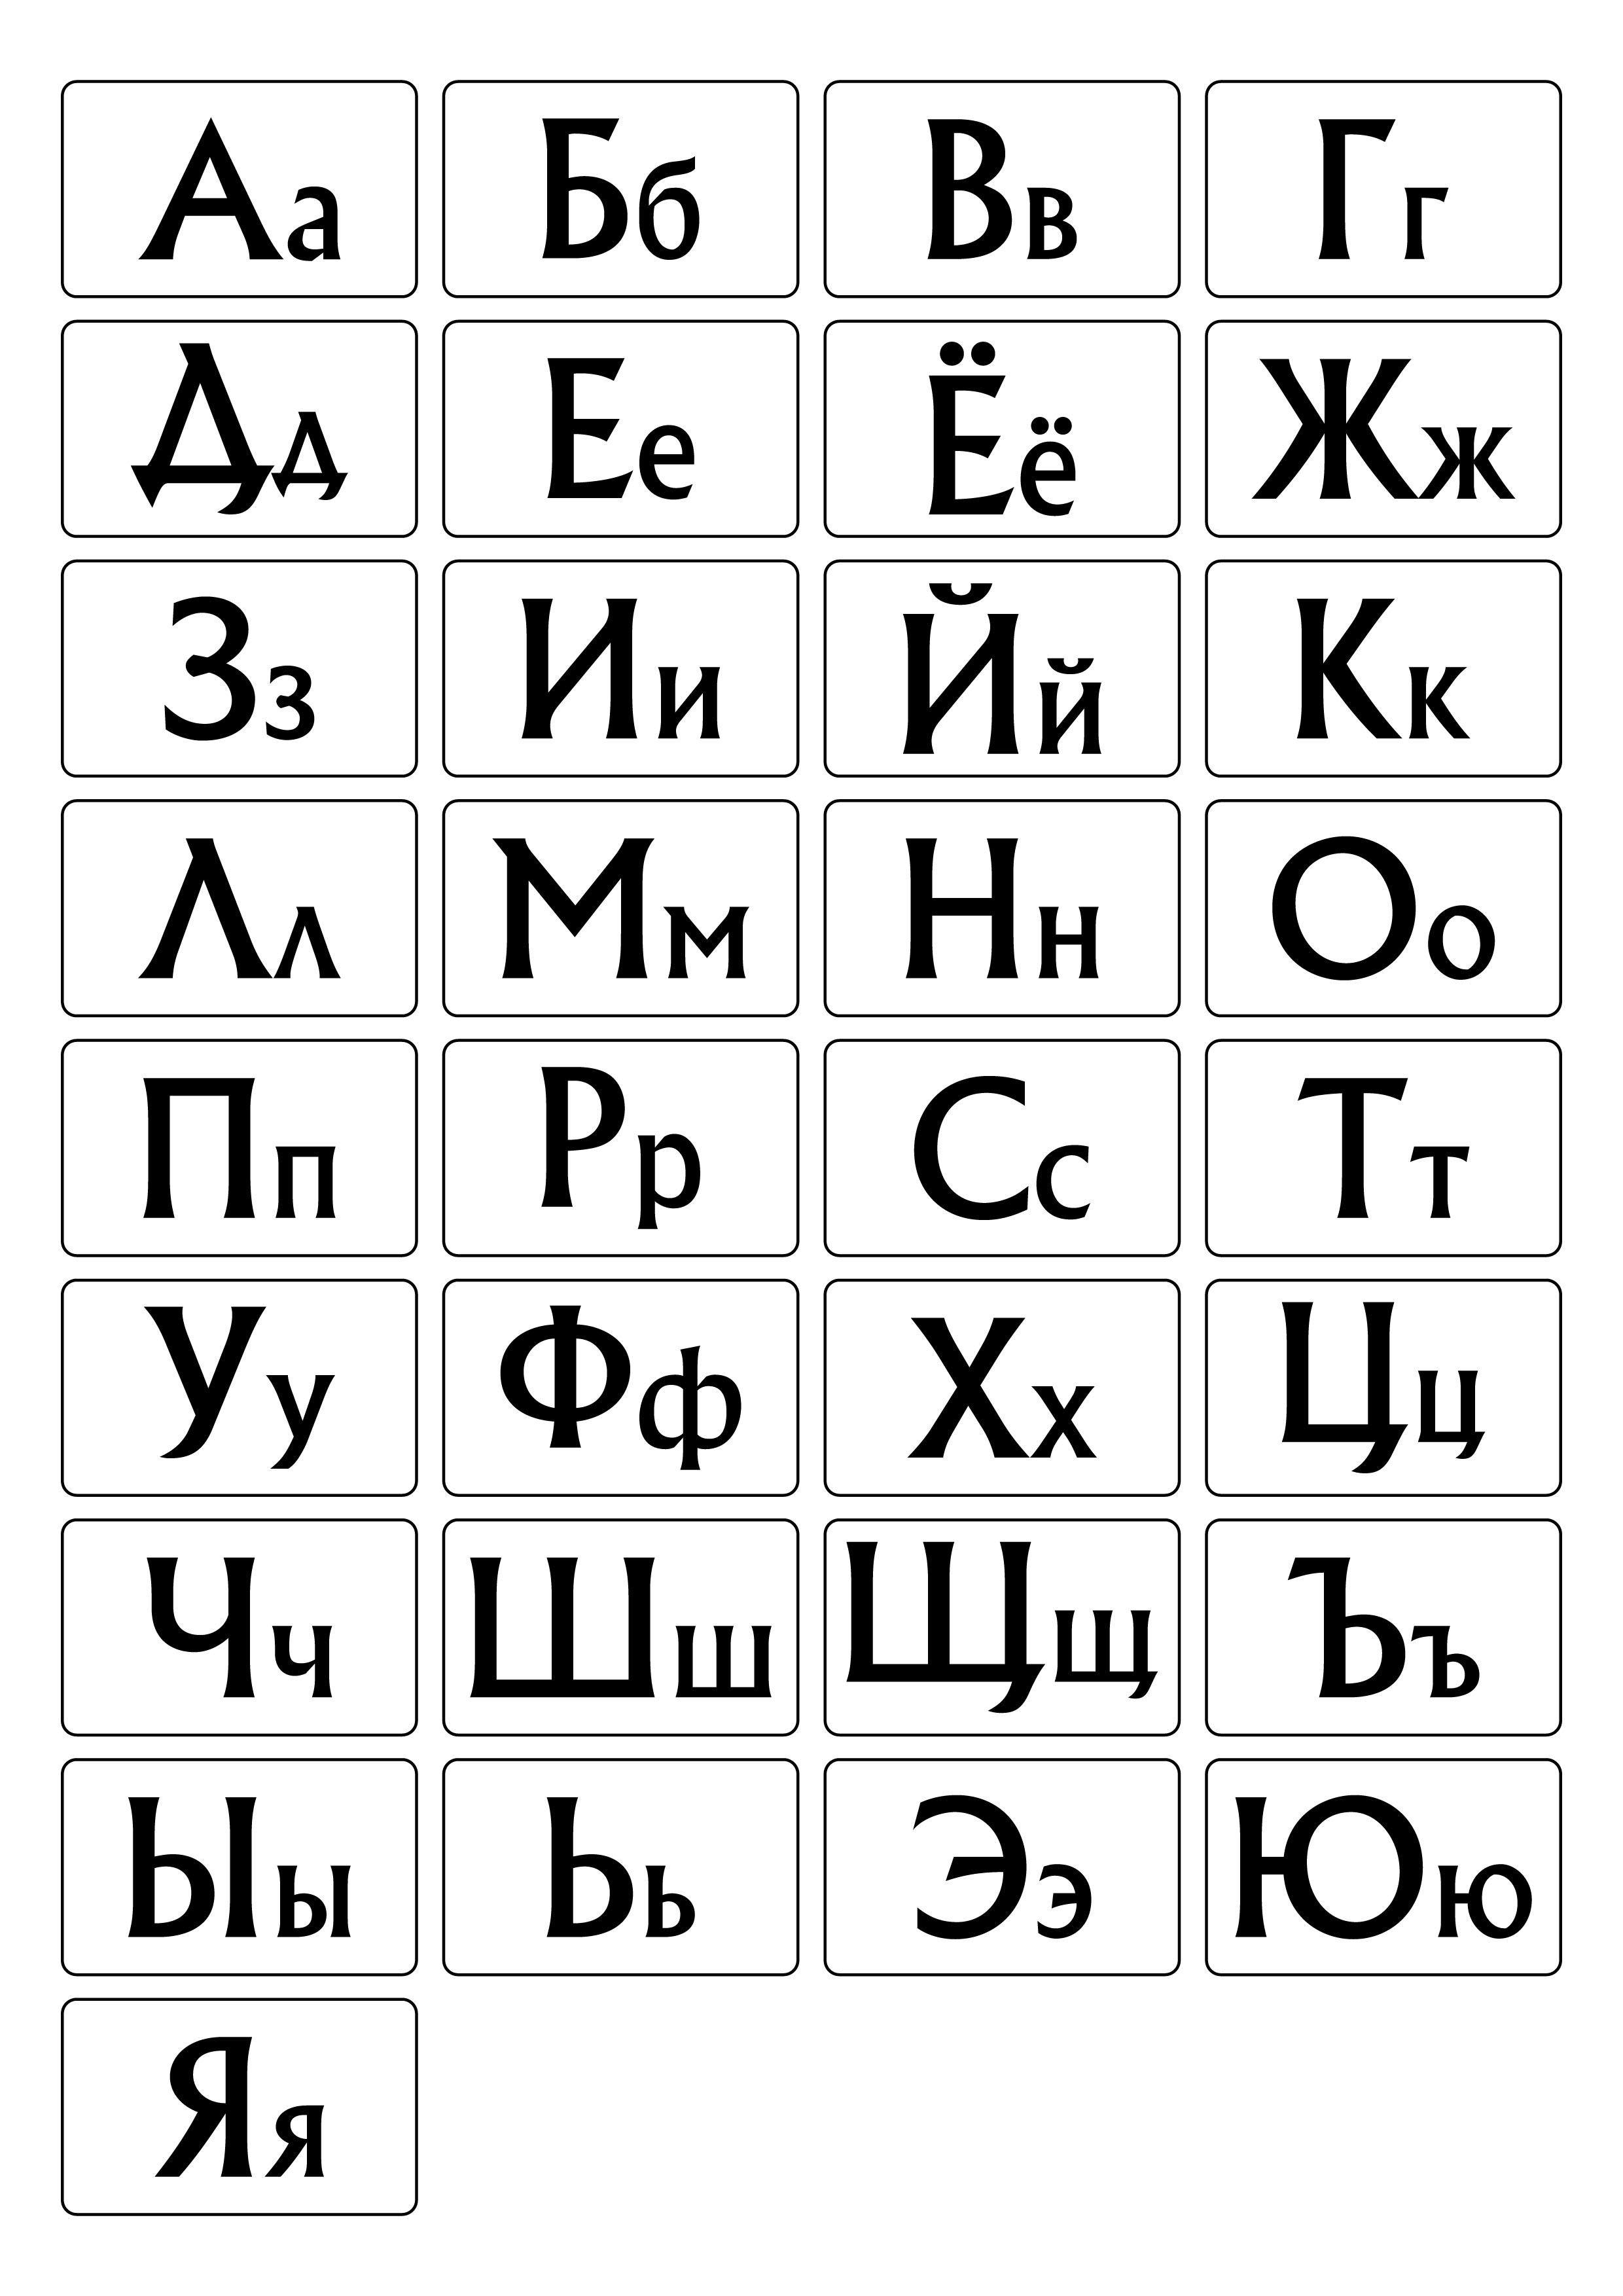 Аа Бб Вв Гг
Дд Ее Ёё Жж
Зз Ии Йй Кк
Лл Мм Нн Оо
Пп Рр Сс Тт
Уу Фф Хх Цц
Чч Шш Щщ Ъъ
Ыы Ьь Ээ Юю
Яя